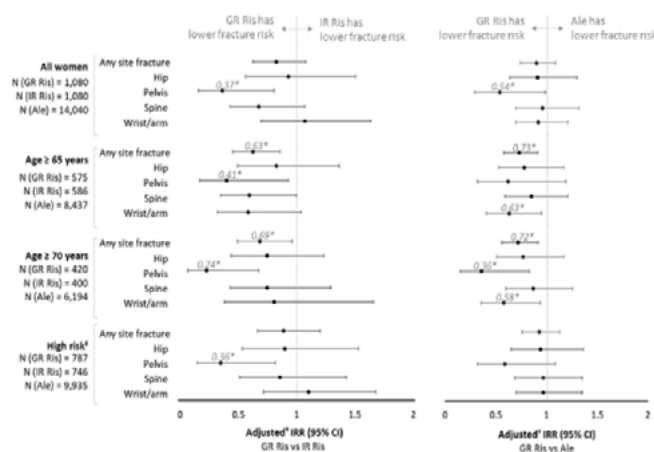 GR Ris has lower fracture risk
IR Ris has lower fracture risk
GR Ris has lower fracture risk
Ale has lower fracture risk
All women
N (GR Ris) = 1,080
N (IR Ris) = 1,080
N (Ale) = 14,040
Any site fracture
Hip
Pelvis
Spine
Wrist/arm
0.37*
0.54*
Age ≥ 65 years
N (GR Ris) = 575
N (IR Ris) = 586
N (Ale) = 8,437
Any site fracture
Hip
Pelvis
Spine
Wrist/arm
0.63*
0.41*
0.73*
0.63*
Age ≥ 70 years
N (GR Ris) = 420
N (IR Ris) = 400
N (Ale) = 6,194
Any site fracture
Hip
Pelvis
Spine
Wrist/arm
0.69*
0.24*
0.72*
0.36*
0.58*
High risk
N (GR Ris) = 787
N (IR Ris) = 746
N (Ale) = 9,935
Any site fracture
Hip
Pelvis
Spine
Wrist/arm
0.36*
0 0.5 1 1.5 2
0 0.5 1 1.5 2
Adjusted IRR (95% CI)
GR Ris vs IR Ris
Adjusted IRR (95% CI)
GR Ris vs Ale